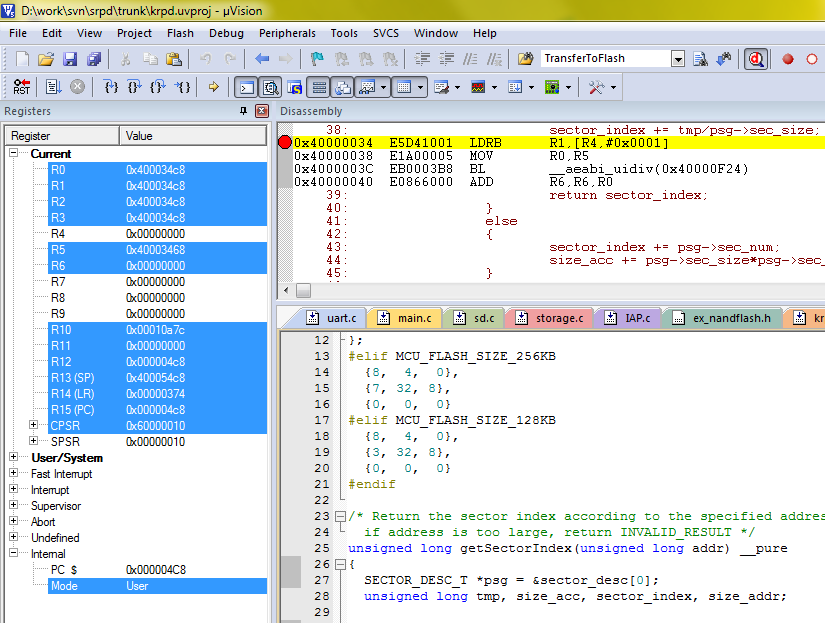 D:\work\svn\srpd\trunk\krpd.uvproj - µVision
File Edit View Project Flash Debug Peripherals Tools SVCS Window Help
TransferToFlash
RST
Registers
Register Value
Current
R0 0x400034c8
R1 0x400034c8
R2 0x400034c8
R3 0x400034c8
R4 0x00000000
R5 0x40003468
R6 0x00000000
R7 0x00000000
R8 0x00000000
R9 0x00000000
R10 0x00010a7c
R11 0x00000000
R12 0x000004c8
R13 (SP) 0x400054c8
R14 (LR) 0x00000374
R15 (PC) 0x000004c8
CPSR 0x60000010
SPSR 0x00000010
User/System
Fast Interrupt
Interrupt
Supervisor
Abort
Undefined
Internal
PC $ 0x000004C8
Mode User
Disassembly
38: sector_index += tmp/psg->sec_size;
0x40000034 E5D41001 LDRB R1,[R4,#0x0001]
0x40000038 E1A00005 MOV R0,R5
0x4000003C EB0003B8 BL __aeabi_uidiv(0x40000F24)
0x40000040 E0866000 ADD R6,R6,R0
39: return sector_index;
40: }
41: else
42: {
43: sector_index += psg->sec_num;
44: size_acc += psg->sec_size*psg->sec_
45: }
uart.c main.c sd.c storage.c IAP.c ex_nandflash.h kr
12 };
13 #elif MCU_FLASH_SIZE_256KB
14 {8, 4, 0},
15 {7, 32, 8},
16 {0, 0, 0}
17 #elif MCU_FLASH_SIZE_128KB
18 {8, 4, 0},
19 {3, 32, 8},
20 {0, 0, 0}
21 #endif
22
23 /* Return the sector index according to the specified addre
24 if address is too large, return INVALID_RESULT */
25 unsigned long getSectorIndex(unsigned long addr) __pure
26 {
27 SECTOR_DESC_T *psg = &sector_desc[0];
28 unsigned long tmp, size_acc, sector_index, size_addr;
29